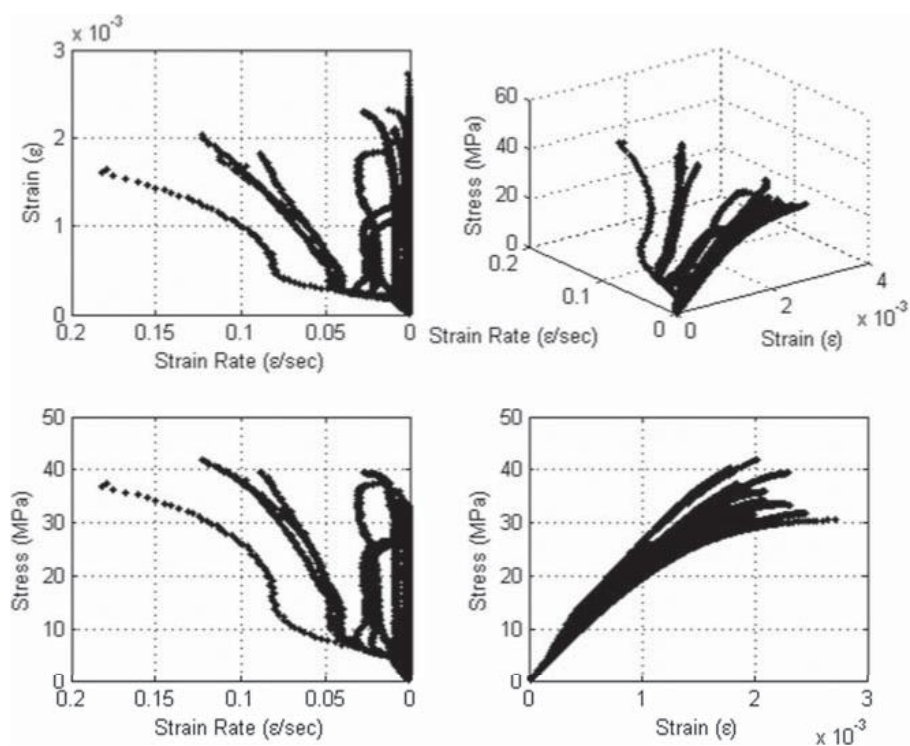 x 10⁻³
3
2
1
0
Strain (ε)
0.2 0.15 0.1 0.05 0
Strain Rate (ε/sec)
60
40
20
0
Stress (MPa)
0.2
0.1
0
Strain Rate (ε/sec)
0
2
4
x 10⁻³
Strain (ε)
50
40
30
20
10
0
Stress (MPa)
0.2 0.15 0.1 0.05 0
Strain Rate (ε/sec)
50
40
30
20
10
0
Stress (MPa)
0 1 2 3
Strain (ε)
x 10⁻³